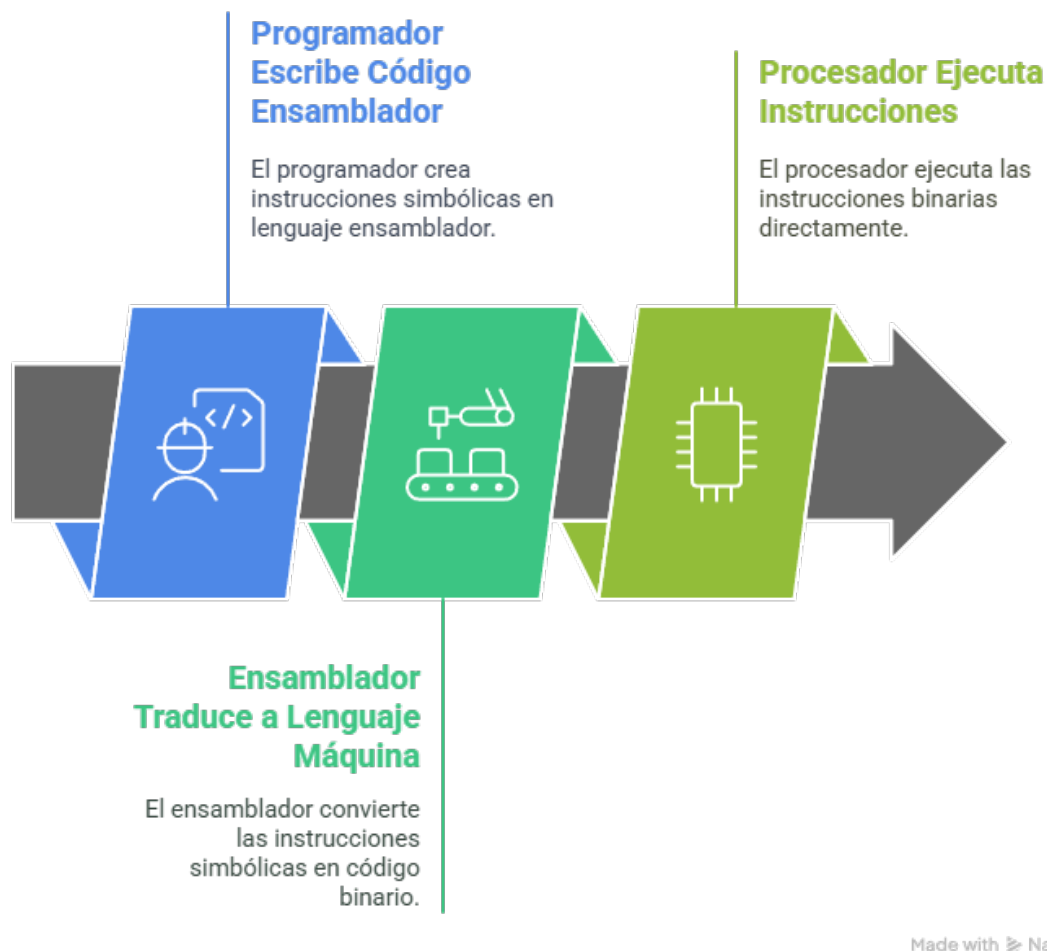 Programador
Escribe Código
Ensamblador
El programador crea
instrucciones simbólicas en
lenguaje ensamblador.
Procesador Ejecuta
Instrucciones
El procesador ejecuta las
instrucciones binarias
directamente.
</>
Ensamblador
Traduce a Lenguaje
Máquina
El ensamblador convierte
las instrucciones
simbólicas en código
binario.
Made with